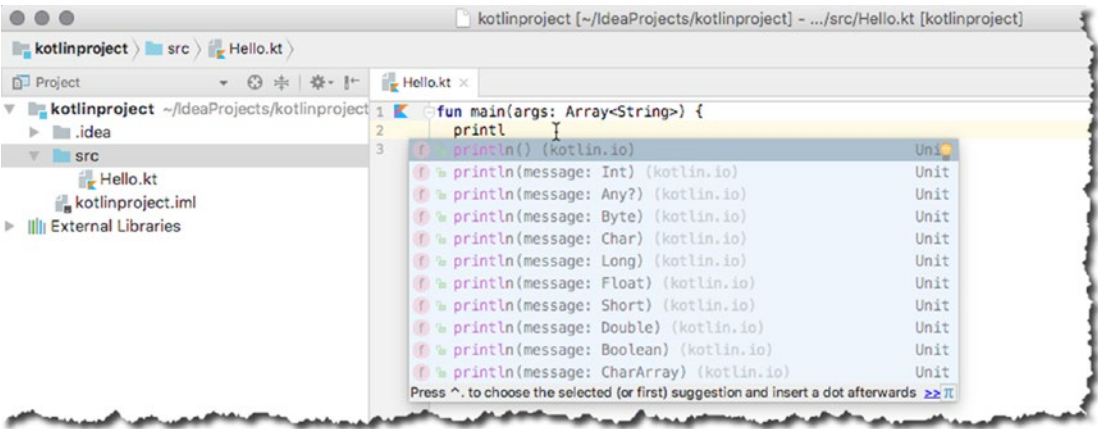 kotlinproject [~/IdeaProjects/kotlinproject] - .../src/Hello.kt [kotlinproject]
kotlinproject src Hello.kt
Project
Hello.kt
kotlinproject ~/IdeaProjects/kotlinproject
.idea
src
Hello.kt
kotlinproject.iml
External Libraries
1 fun main(args: Array<String>) {
2 printl
3
f println() (kotlin.io) Unit
f println(message: Int) (kotlin.io) Unit
f println(message: Any?) (kotlin.io) Unit
f println(message: Byte) (kotlin.io) Unit
f println(message: Char) (kotlin.io) Unit
f println(message: Long) (kotlin.io) Unit
f println(message: Float) (kotlin.io) Unit
f println(message: Short) (kotlin.io) Unit
f println(message: Double) (kotlin.io) Unit
f println(message: Boolean) (kotlin.io) Unit
f println(message: CharArray) (kotlin.io) Unit
Press ^. to choose the selected (or first) suggestion and insert a dot afterwards >> π